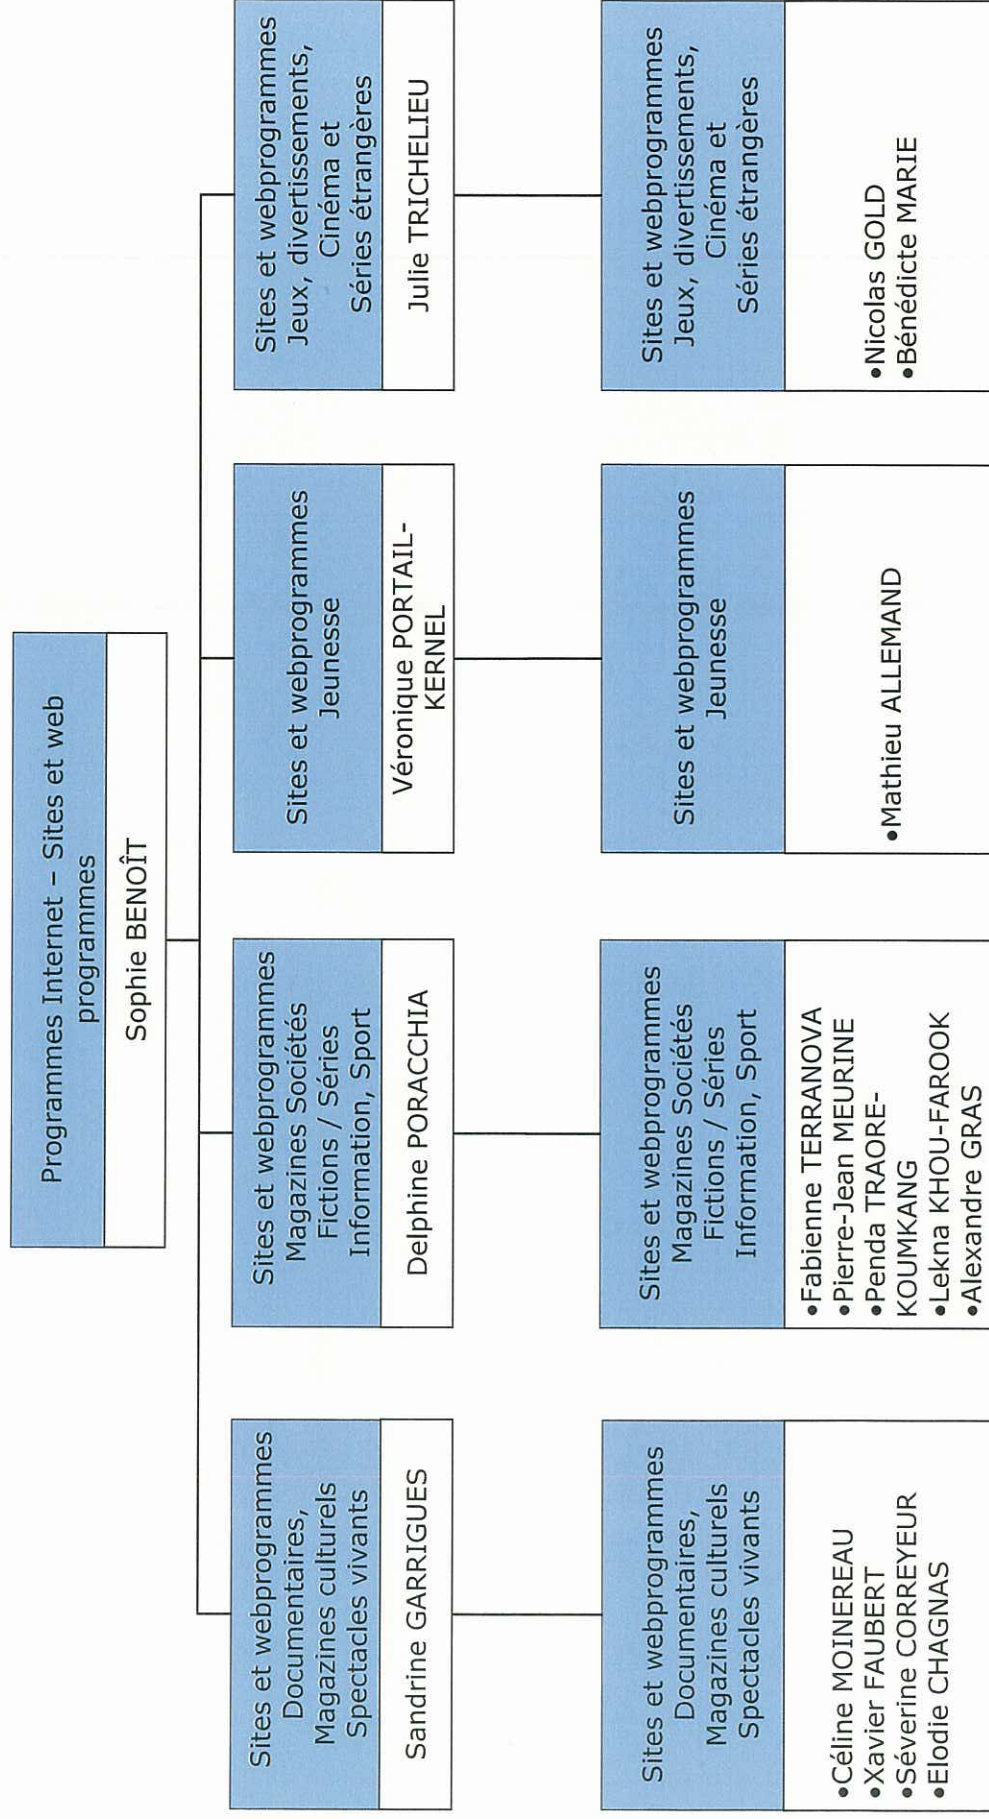 Programmes Internet – Sites et web
programmes
Sophie BENOÎT
Sites et webprogrammes
Documentaires,
Magazines culturels
Spectacles vivants
Sandrine GARRIGUES
Sites et webprogrammes
Magazines Sociétés
Fictions / Séries
Information, Sport
Delphine PORACCHIA
Sites et webprogrammes
Jeunesse
Véronique PORTAIL-
KERNEL
Sites et webprogrammes
Jeux, divertissements,
Cinéma et
Séries étrangères
Julie TRICHELIEU
Sites et webprogrammes
Documentaires,
Magazines culturels
Spectacles vivants
•Céline MOINEREAU
•Xavier FAUBERT
•Séverine CORREYEUR
•Elodie CHAGNAS
Sites et webprogrammes
Magazines Sociétés
Fictions / Séries
Information, Sport
•Fabienne TERRANOVA
•Pierre-Jean MEURINE
•Penda TRAORE-
KOUMKANG
•Lekna KHOU-FAROOK
•Alexandre GRAS
Sites et webprogrammes
Jeunesse
•Mathieu ALLEMAND
Sites et webprogrammes
Jeux, divertissements,
Cinéma et
Séries étrangères
•Nicolas GOLD
•Bénédicte MARIE